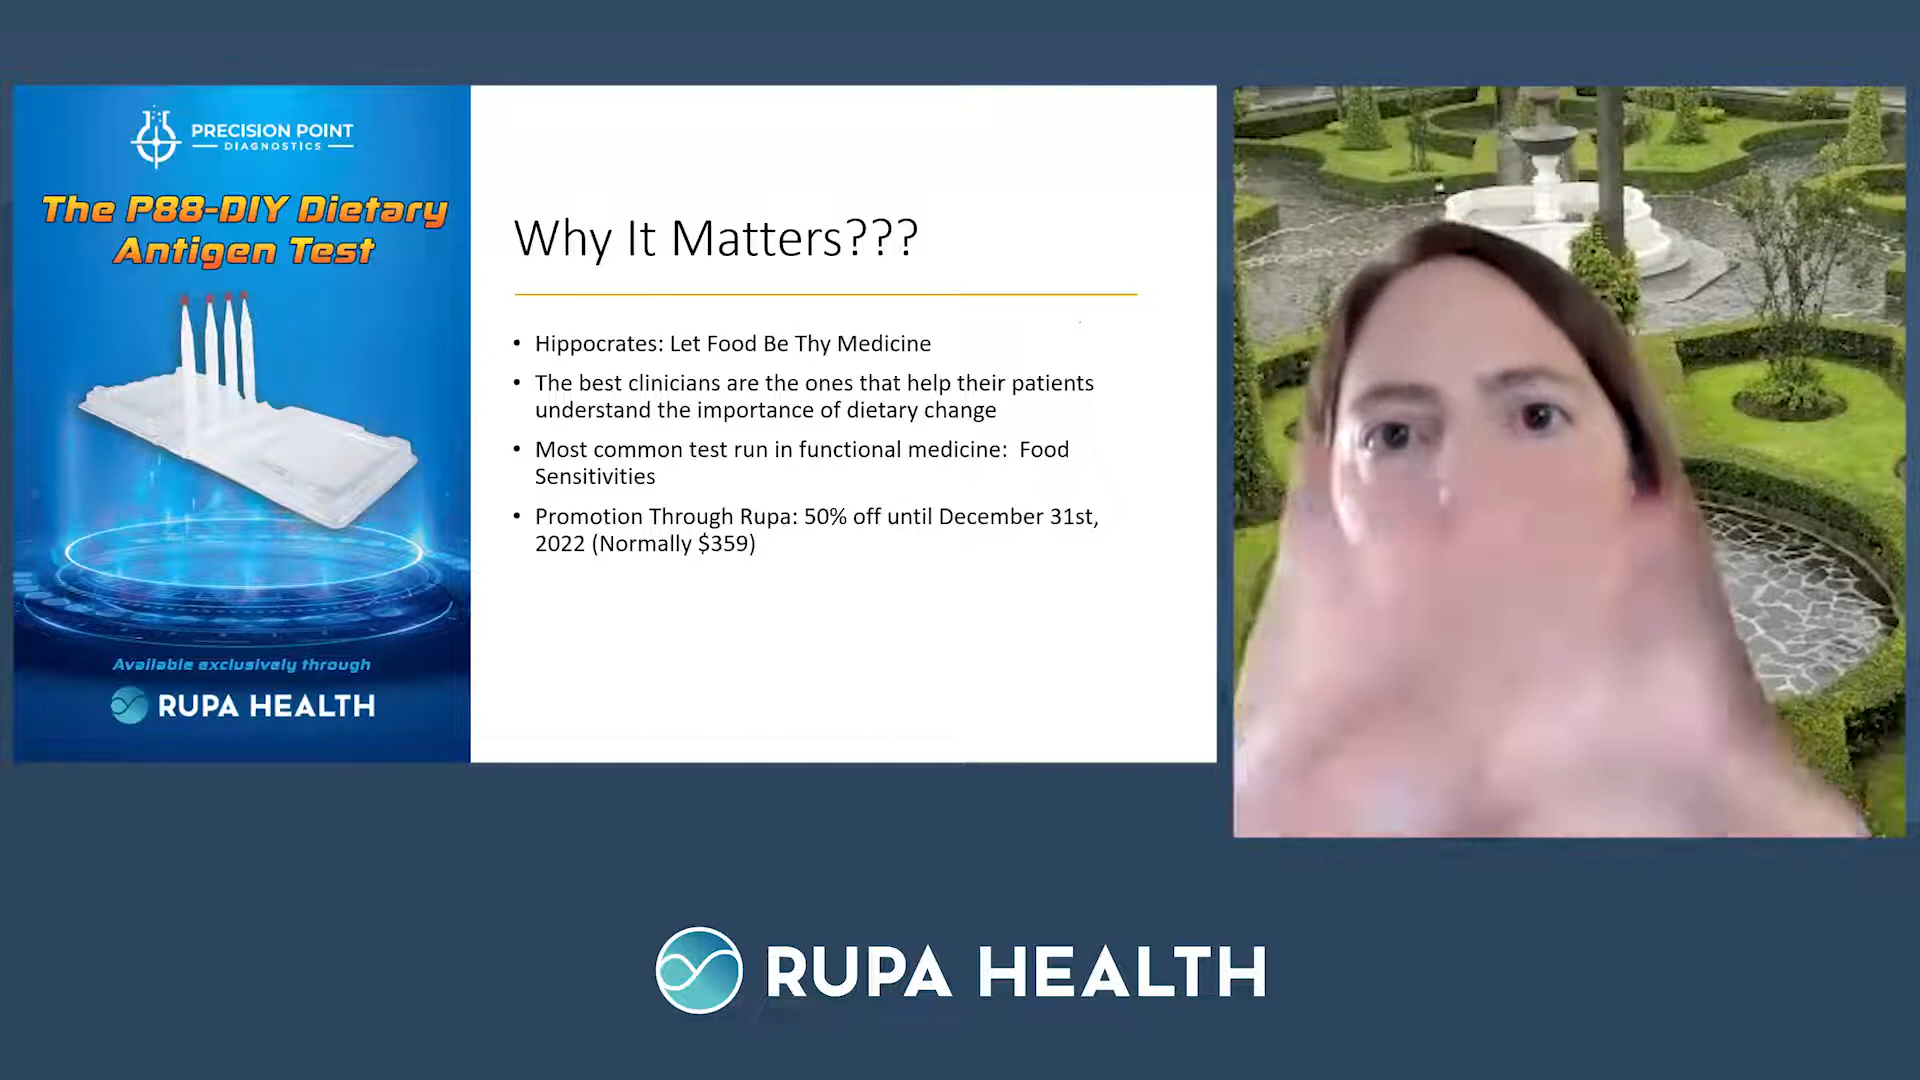 PRECISION POINT
DIAGNOSTICS
The P88-DIY Dietary
Antigen Test
Available exclusively through
RUPA HEALTH
Why It Matters???
• Hippocrates: Let Food Be Thy Medicine
• The best clinicians are the ones that help their patients
understand the importance of dietary change
• Most common test run in functional medicine:  Food
Sensitivities
• Promotion Through Rupa: 50% off until December 31st,
2022 (Normally $359)
RUPA HEALTH